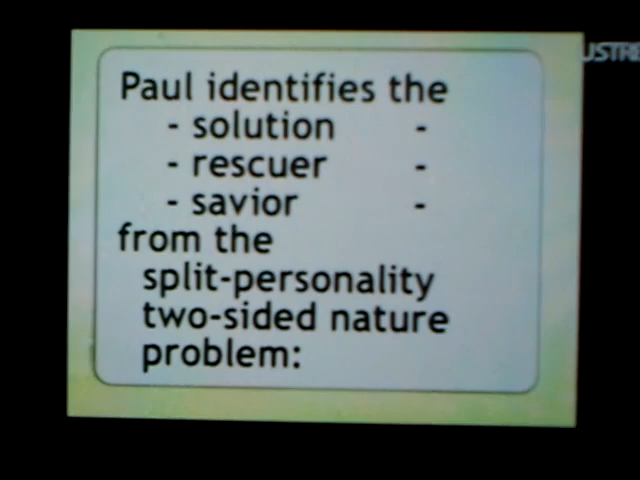 USTRE
Paul identifies the
- solution -
- rescuer -
- savior -
from the
split-personality
two-sided nature
problem: